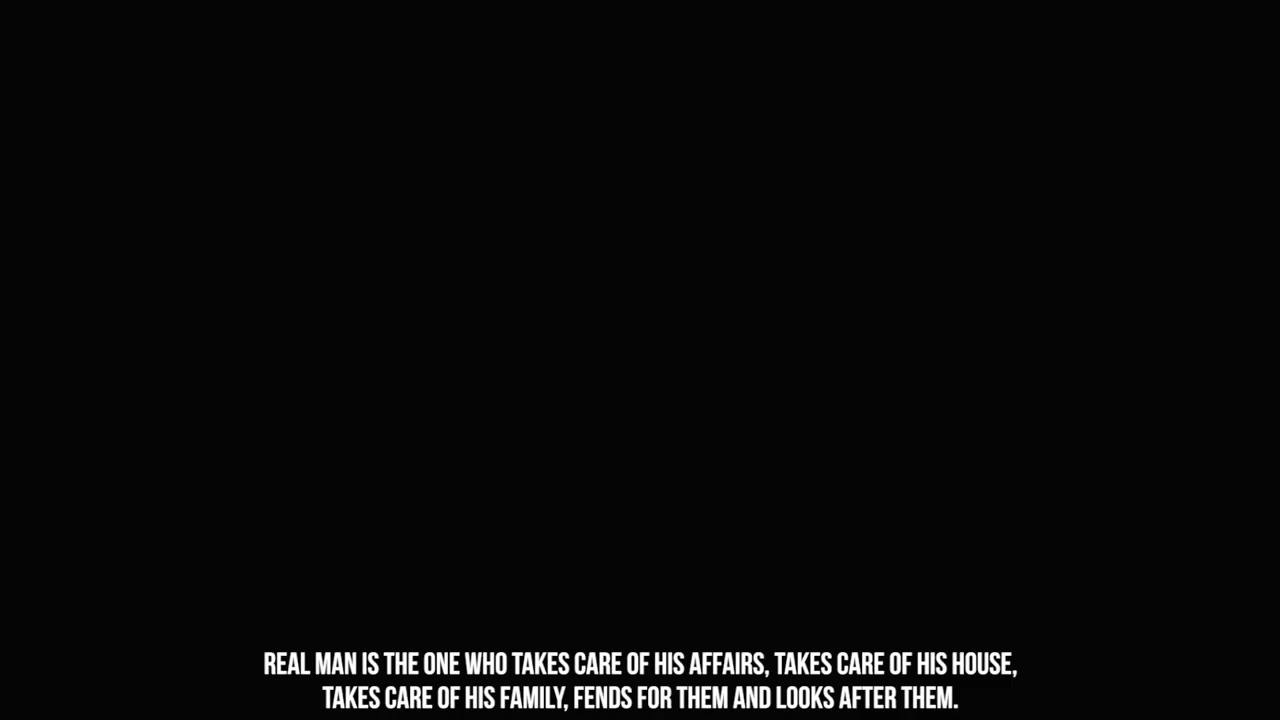 REAL MAN IS THE ONE WHO TAKES CARE OF HIS AFFAIRS, TAKES CARE OF HIS HOUSE,
TAKES CARE OF HIS FAMILY, FENDS FOR THEM AND LOOKS AFTER THEM.